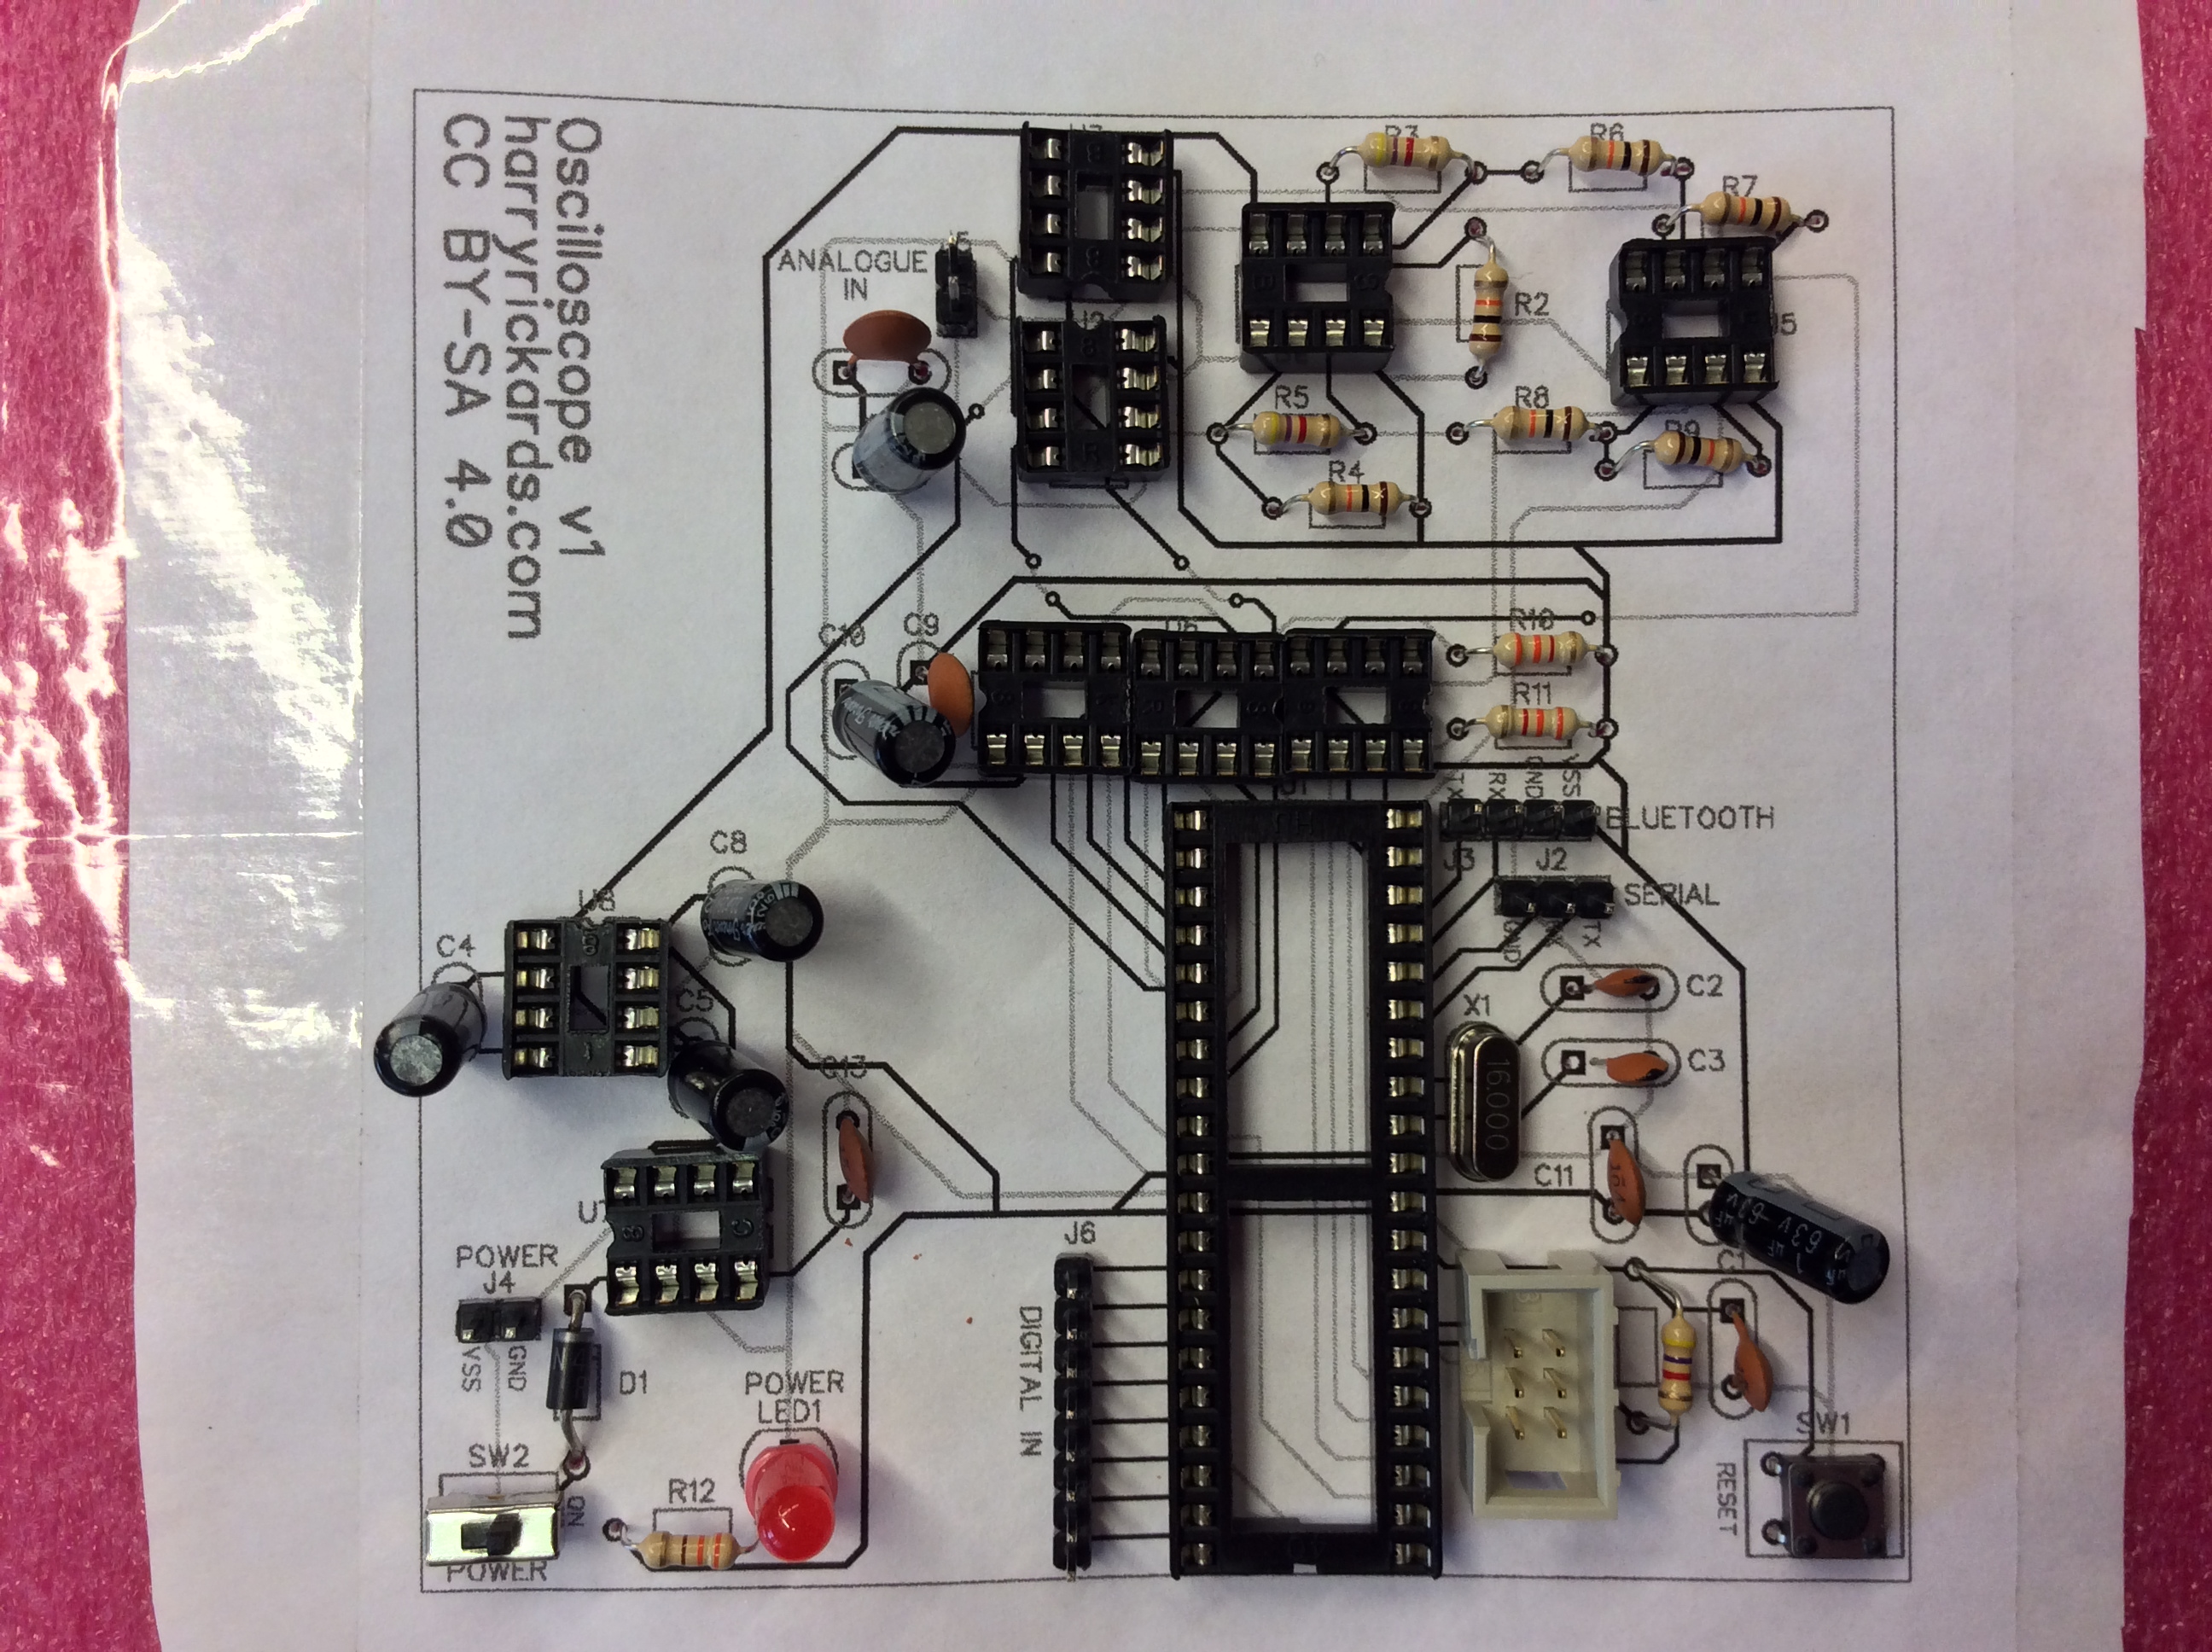 POWER
RESET
ON
R12
SW2
SW1
DIGITAL IN
LED1
POWER
D1
GND
VSS
J4
POWER
J6
63V
µF
C11
16.000
C3
C13
X1
C2
C5
C4
TX
GND
SERIAL
J2
J3
C8
BLUETOOTH
VSS
GND
RX
TX
R11
R10
C9
C10
R4
R9
R8
R5
R2
IN
ANALOGUE
R7
R6
R3
Oscilloscope v1
harryrickards.com
CC BY-SA 4.0